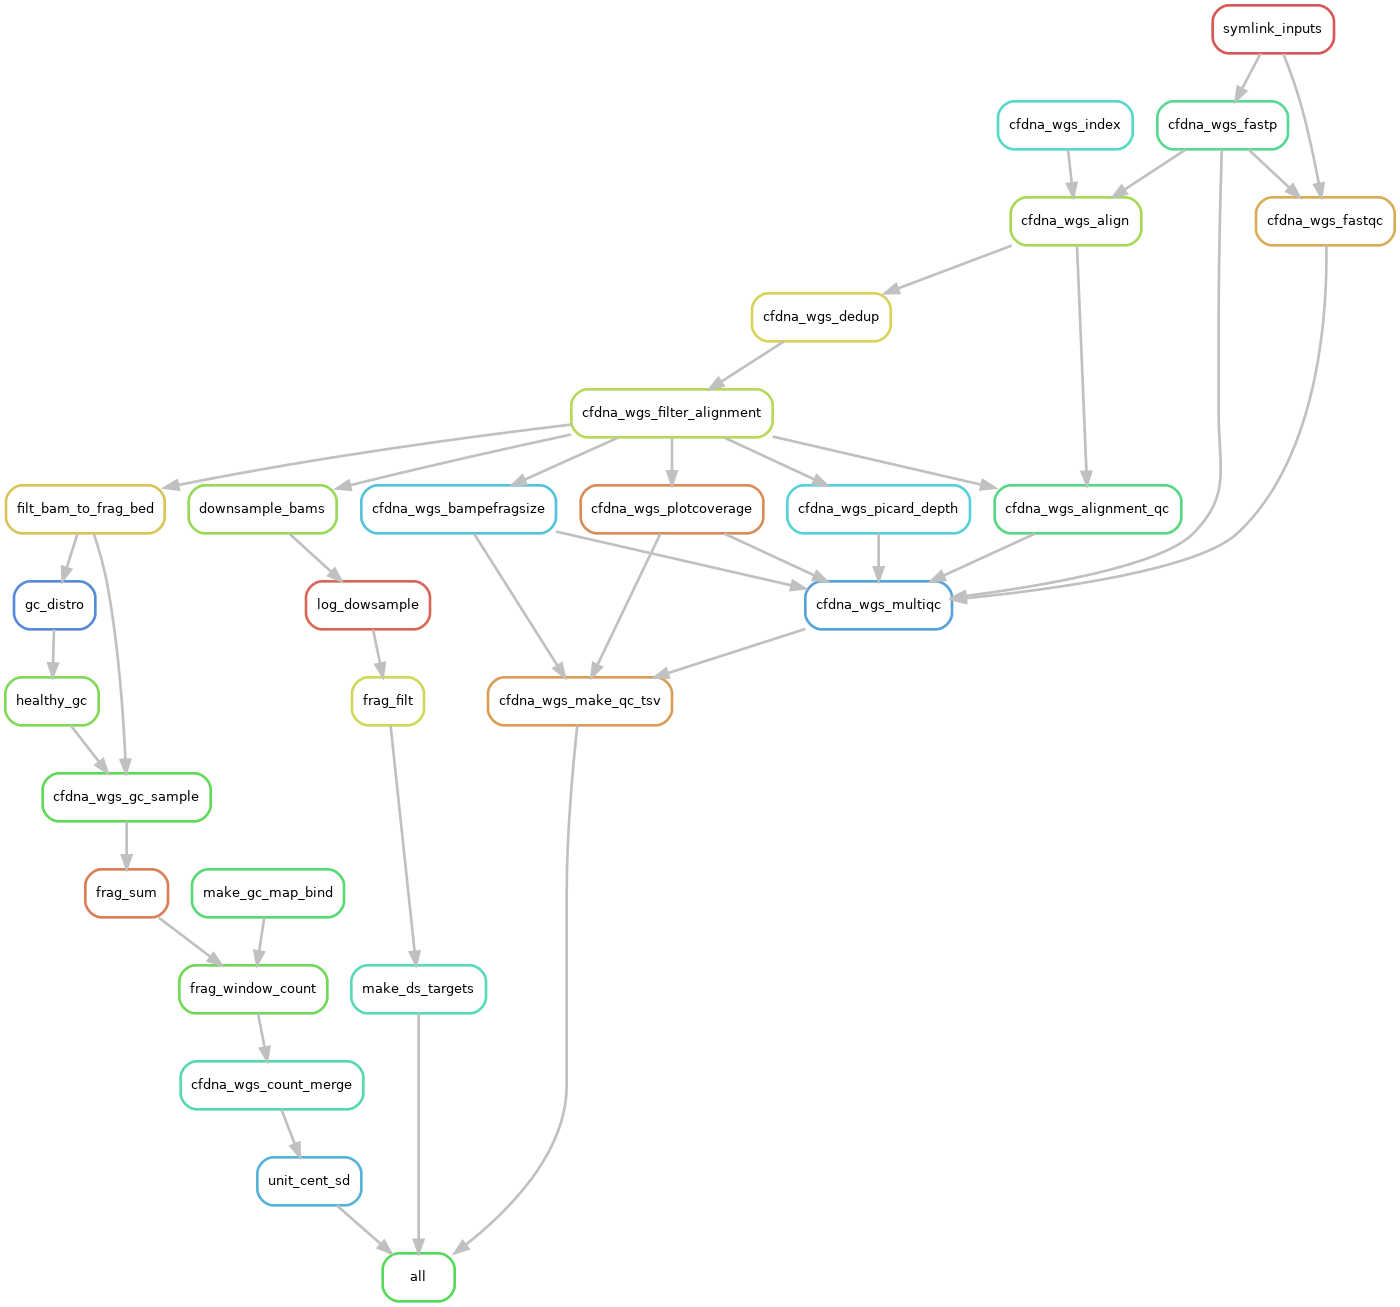 symlink_inputs
cfdna_wgs_index
cfdna_wgs_fastp
cfdna_wgs_align
cfdna_wgs_fastqc
cfdna_wgs_dedup
cfdna_wgs_filter_alignment
filt_bam_to_frag_bed
downsample_bams
cfdna_wgs_bampefragsize
cfdna_wgs_plotcoverage
cfdna_wgs_picard_depth
cfdna_wgs_alignment_qc
gc_distro
log_dowsample
cfdna_wgs_multiqc
healthy_gc
frag_filt
cfdna_wgs_make_qc_tsv
cfdna_wgs_gc_sample
frag_sum
make_gc_map_bind
frag_window_count
make_ds_targets
cfdna_wgs_count_merge
unit_cent_sd
all